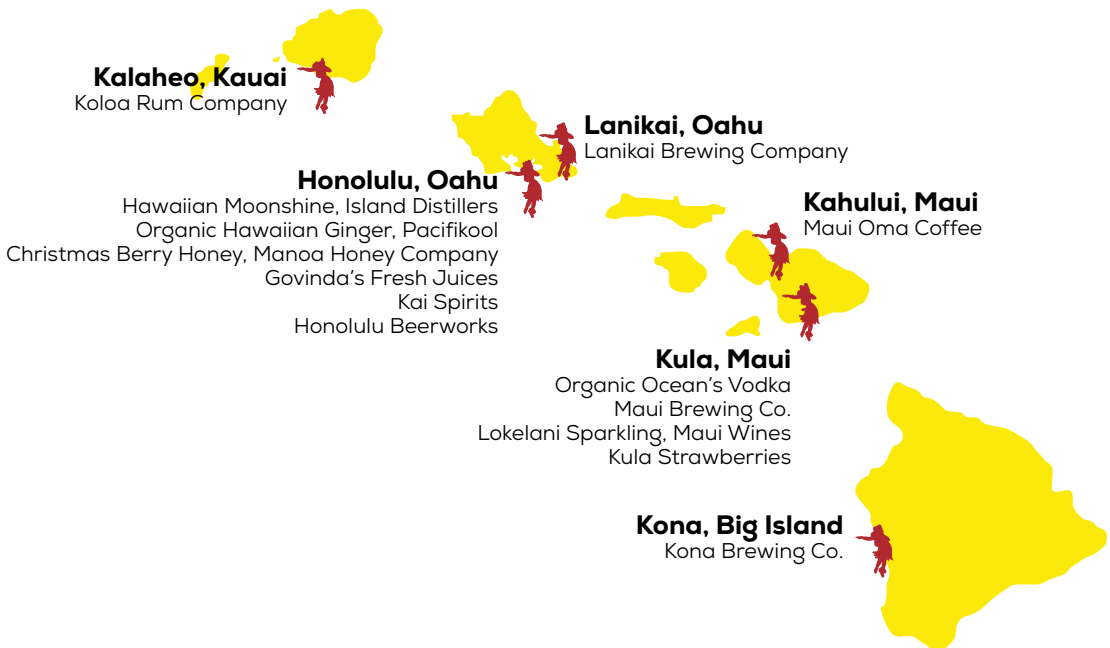 Kalaheo, Kauai
Koloa Rum Company
Lanikai, Oahu
Lanikai Brewing Company
Honolulu, Oahu
Hawaiian Moonshine, Island Distillers
Organic Hawaiian Ginger, Pacifikool
Christmas Berry Honey, Manoa Honey Company
Govinda’s Fresh Juices
Kai Spirits
Honolulu Beerworks
Kahului, Maui
Maui Oma Coffee
Kula, Maui
Organic Ocean’s Vodka
Maui Brewing Co.
Lokelani Sparkling, Maui Wines
Kula Strawberries
Kona, Big Island
Kona Brewing Co.